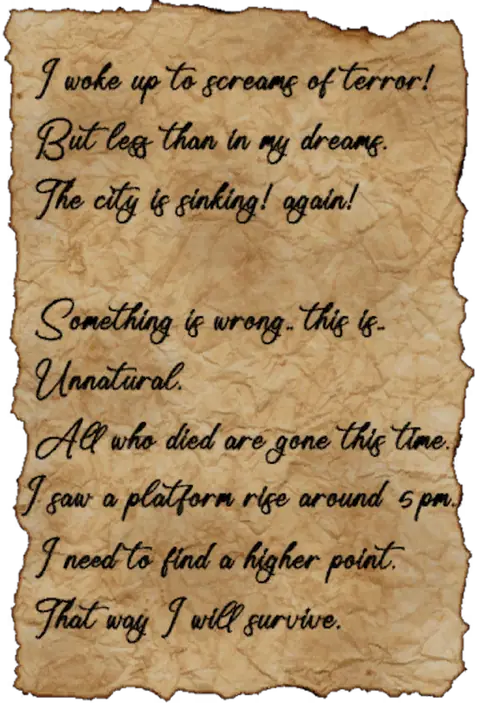 I woke up to screams of terror!
But less than in my dreams.
The city is sinking! again!
Something is wrong.. this is..
Unnatural.
All who died are gone this time.
I saw a platform rise around 5 pm.
I need to find a higher point.
That way I will survive.